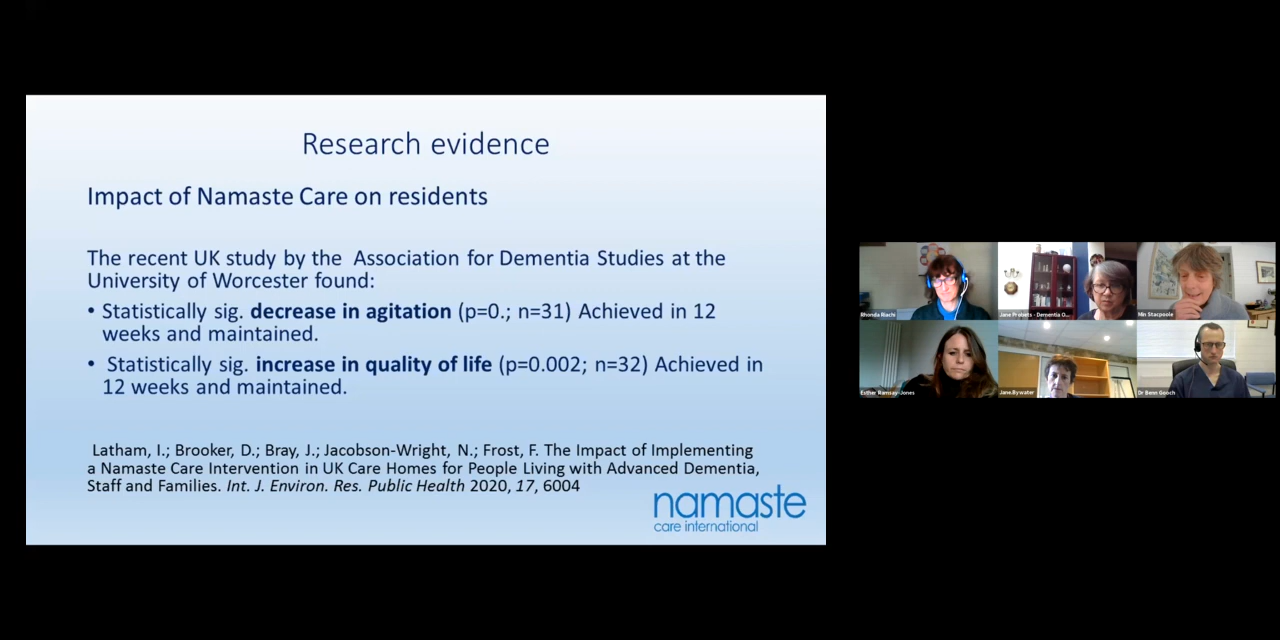 Research evidence
Impact of Namaste Care on residents
The recent UK study by the Association for Dementia Studies at the
University of Worcester found:
• Statistically sig. decrease in agitation (p=0.; n=31) Achieved in 12
weeks and maintained.
• Statistically sig. increase in quality of life (p=0.002; n=32) Achieved in
12 weeks and maintained.
Latham, I.; Brooker, D.; Bray, J.; Jacobson-Wright, N.; Frost, F. The Impact of Implementing
a Namaste Care Intervention in UK Care Homes for People Living with Advanced Dementia,
Staff and Families. Int. J. Environ. Res. Public Health 2020, 17, 6004
namaste
care international
Rhonda Riachi
Jane Probets - Dementia O...
Min Stacpoole
Esther Ramsay-Jones
Jane.Bywater
Dr Benn Gooch